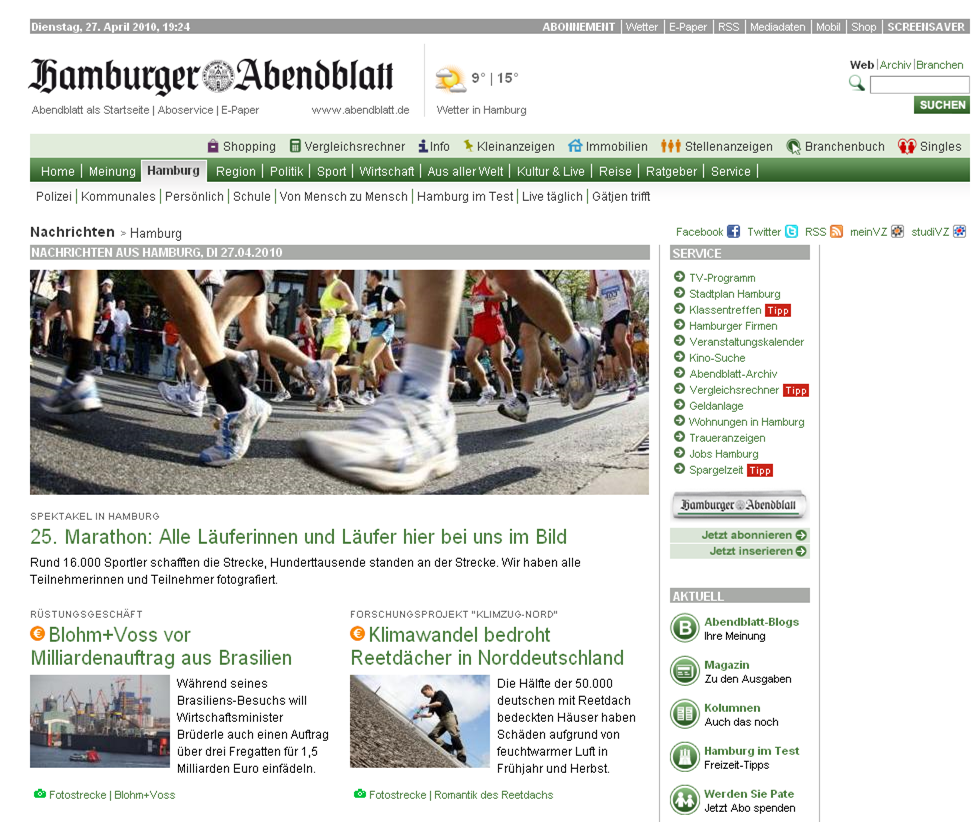 Dienstag, 27. April 2010, 19:24
ABONNEMENT | Wetter | E-Paper | RSS | Mediadaten | Mobil | Shop | SCREENSAVER
Hamburger Abendblatt
9° | 15°
Web | Archiv | Branchen
Abendblatt als Startseite | Aboservice | E-Paper
www.abendblatt.de
Wetter in Hamburg
SUCHEN
Shopping Vergleichsrechner Info Kleinanzeigen Immobilien Stellenanzeigen Branchenbuch Singles
Home | Meinung Hamburg Region | Politik | Sport | Wirtschaft | Aus aller Welt | Kultur & Live | Reise | Ratgeber | Service |
Polizei | Kommunales | Persönlich | Schule | Von Mensch zu Mensch | Hamburg im Test | Live täglich | Gätjen trifft
Nachrichten » Hamburg
Facebook Twitter RSS meinVZ studiVZ
NACHRICHTEN AUS HAMBURG, DI 27.04.2010
SPEKTAKEL IN HAMBURG
25. Marathon: Alle Läuferinnen und Läufer hier bei uns im Bild
Rund 16.000 Sportler schafften die Strecke, Hunderttausende standen an der Strecke. Wir haben alle
Teilnehmerinnen und Teilnehmer fotografiert.
RÜSTUNGSGESCHÄFT
€ Blohm+Voss vor
Milliardenauftrag aus Brasilien
Während seines
Brasiliens-Besuchs will
Wirtschaftsminister
Brüderle auch einen Auftrag
über drei Fregatten für 1,5
Milliarden Euro einfädeln.
Fotostrecke | Blohm+Voss
FORSCHUNGSPROJEKT "KLIMZUG-NORD"
€ Klimawandel bedroht
Reetdächer in Norddeutschland
Die Hälfte der 50.000
deutschen mit Reetdach
bedeckten Häuser haben
Schäden aufgrund von
feuchtwarmer Luft in
Frühjahr und Herbst.
Fotostrecke | Romantik des Reetdachs
SERVICE
TV-Programm
Stadtplan Hamburg
Klassentreffen Tipp
Hamburger Firmen
Veranstaltungskalender
Kino-Suche
Abendblatt-Archiv
Vergleichsrechner Tipp
Geldanlage
Wohnungen in Hamburg
Traueranzeigen
Jobs Hamburg
Spargelzeit Tipp
Hamburger Abendblatt
Jetzt abonnieren
Jetzt inserieren
AKTUELL
B
Abendblatt-Blogs
Ihre Meinung
Magazin
Zu den Ausgaben
Kolumnen
Auch das noch
Hamburg im Test
Freizeit-Tipps
Werden Sie Pate
Jetzt Abo spenden